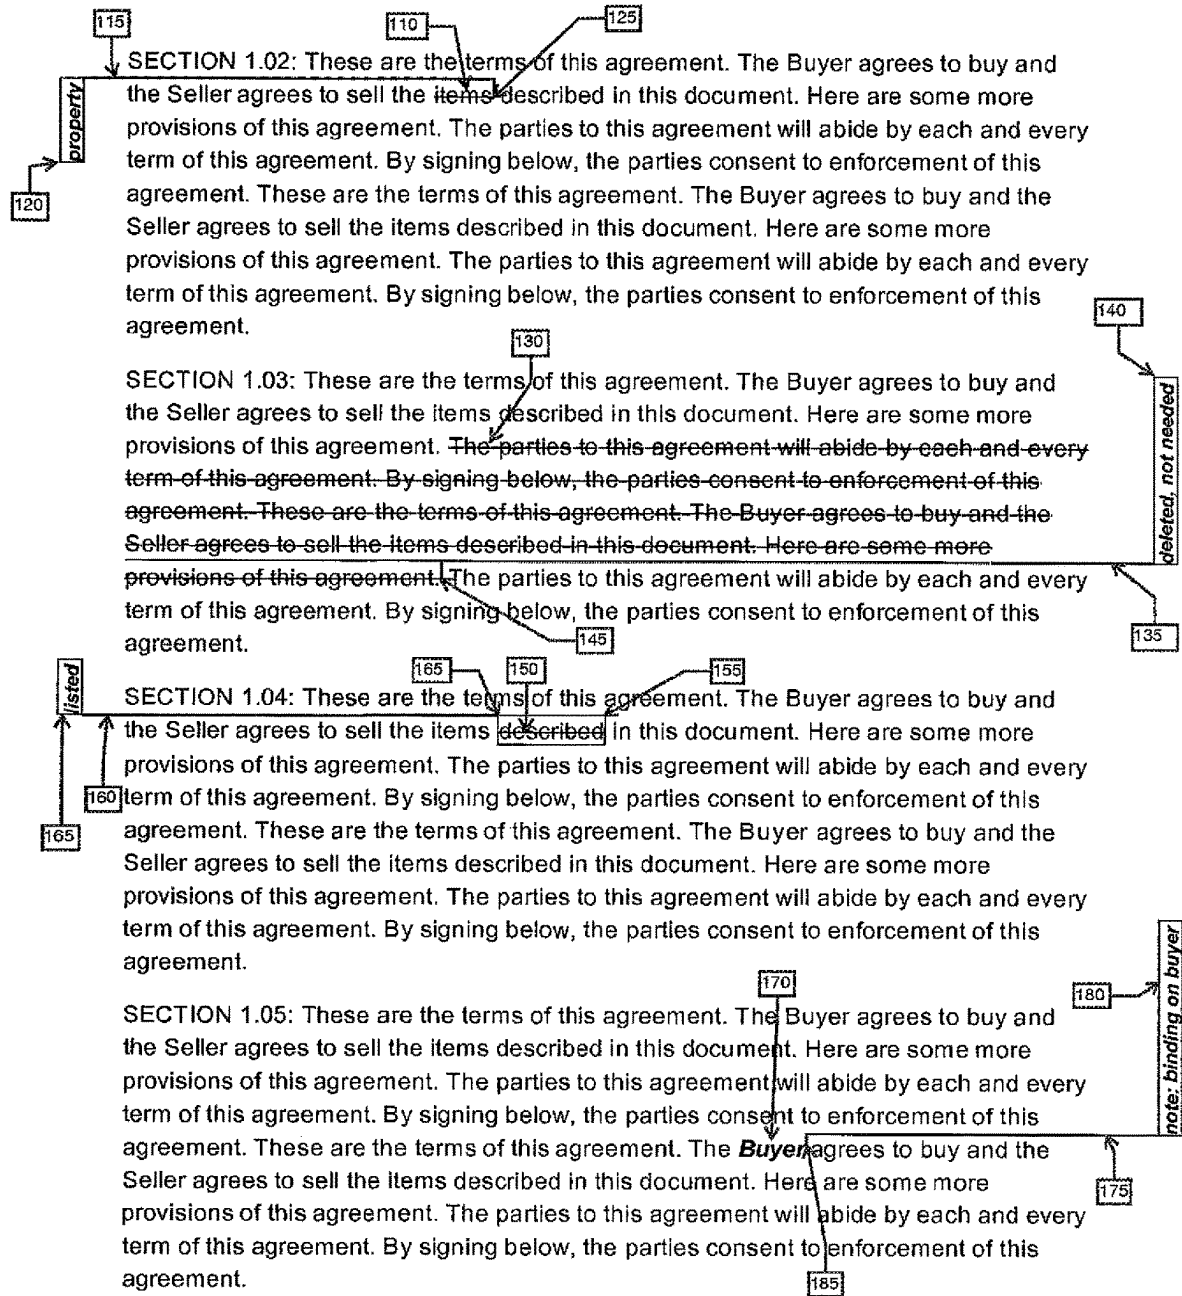 115
110
125
SECTION 1.02: These are the terms of this agreement. The Buyer agrees to buy and
the Seller agrees to sell the items described in this document. Here are some more
provisions of this agreement. The parties to this agreement will abide by each and every
term of this agreement. By signing below, the parties consent to enforcement of this
agreement. These are the terms of this agreement. The Buyer agrees to buy and the
Seller agrees to sell the items described in this document. Here are some more
provisions of this agreement. The parties to this agreement will abide by each and every
term of this agreement. By signing below, the parties consent to enforcement of this
agreement.
property
120
130
140
SECTION 1.03: These are the terms of this agreement. The Buyer agrees to buy and
the Seller agrees to sell the items described in this document. Here are some more
provisions of this agreement. The parties to this agreement will abide by each and every
term of this agreement. By signing below, the parties consent to enforcement of this
agreement. These are the terms of this agreement. The Buyer agrees to buy and the
Seller agrees to sell the items described in this document. Here are some more
provisions of this agreement. The parties to this agreement will abide by each and every
term of this agreement. By signing below, the parties consent to enforcement of this
agreement.
deleted, not needed
145
135
165
150
155
listed
SECTION 1.04: These are the terms of this agreement. The Buyer agrees to buy and
the Seller agrees to sell the items described in this document. Here are some more
provisions of this agreement. The parties to this agreement will abide by each and every
term of this agreement. By signing below, the parties consent to enforcement of this
agreement. These are the terms of this agreement. The Buyer agrees to buy and the
Seller agrees to sell the items described in this document. Here are some more
provisions of this agreement. The parties to this agreement will abide by each and every
term of this agreement. By signing below, the parties consent to enforcement of this
agreement.
160
165
170
180
SECTION 1.05: These are the terms of this agreement. The Buyer agrees to buy and
the Seller agrees to sell the items described in this document. Here are some more
provisions of this agreement. The parties to this agreement will abide by each and every
term of this agreement. By signing below, the parties consent to enforcement of this
agreement. These are the terms of this agreement. The Buyer agrees to buy and the
Seller agrees to sell the items described in this document. Here are some more
provisions of this agreement. The parties to this agreement will abide by each and every
term of this agreement. By signing below, the parties consent to enforcement of this
agreement.
note: binding on buyer
175
185